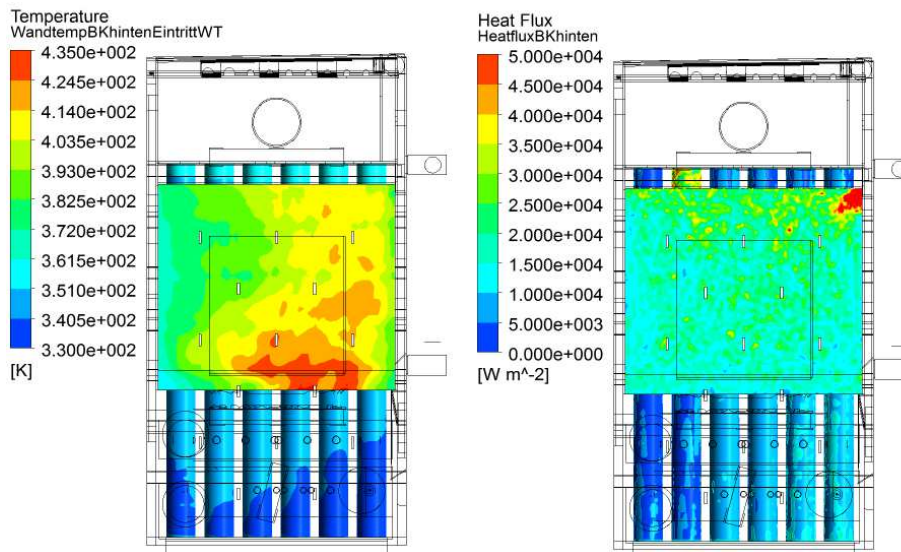 Temperature
WandtempBKhintenEintrittWT
4.350e+002
4.245e+002
4.140e+002
4.035e+002
3.930e+002
3.825e+002
3.720e+002
3.615e+002
3.510e+002
3.405e+002
3.300e+002
[K]
Heat Flux
HeatfluxBKhinten
5.000e+004
4.500e+004
4.000e+004
3.500e+004
3.000e+004
2.500e+004
2.000e+004
1.500e+004
1.000e+004
5.000e+003
0.000e+000
[W m^-2]